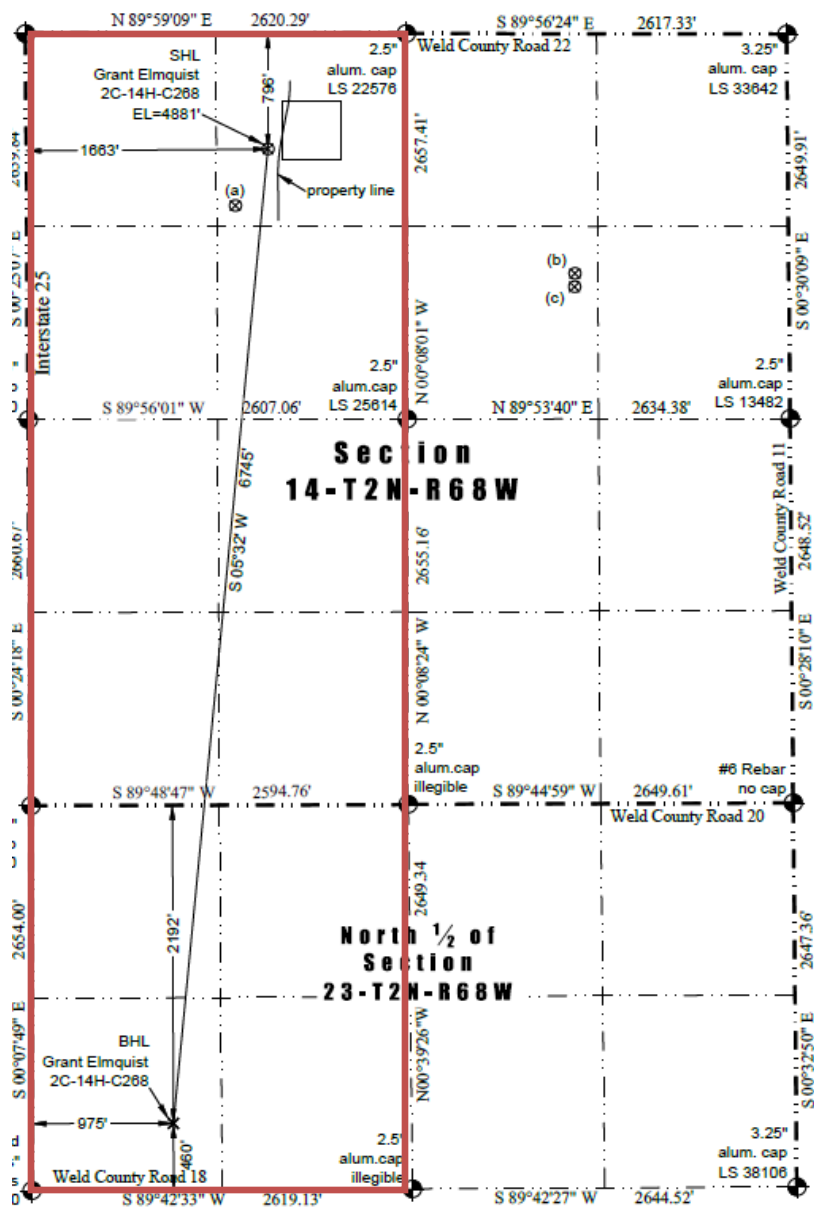 N 89°59'09" E 2620.29'
S 89°56'24" E 2617.33'
Weld County Road 22
SHL
Grant Elmquist
2C-14H-C268
EL=4881'
796'
2.5"
alum. cap
LS 22576
3.25"
alum. cap
LS 33642
1663'
2657.41'
2649.91'
(a)
property line
S 00°25'07" E
Interstate 25
(b)
(c)
S 00°30'09" E
N 00°08'01" W
2.5"
alum.cap
LS 25614
2.5"
alum.cap
LS 13482
S 89°56'01" W 2607.06'
N 89°53'40" E 2634.38'
Section
14-T2N-R68W
6745'
S 05°32' W
Weld County Road 11
2660.67'
2655.16'
2648.52'
S 00°24'18" E
N 00°08'24" W
S 00°28'10" E
2.5"
alum.cap
illegible
#6 Rebar
no cap
S 89°48'47" W 2594.76'
S 89°44'59" W 2649.61'
Weld County Road 20
2654.00'
2192'
2649.34
2647.36'
North ½ of
Section
23-T2N-R68W
S 00°07'49" E
N00°39'26"W
S 00°32'50" E
BHL
Grant Elmquist
2C-14H-C268
975'
460'
2.5"
alum.cap
illegible
3.25"
alum. cap
LS 38106
Weld County Road 18
S 89°42'33" W 2619.13'
S 89°42'27" W 2644.52'